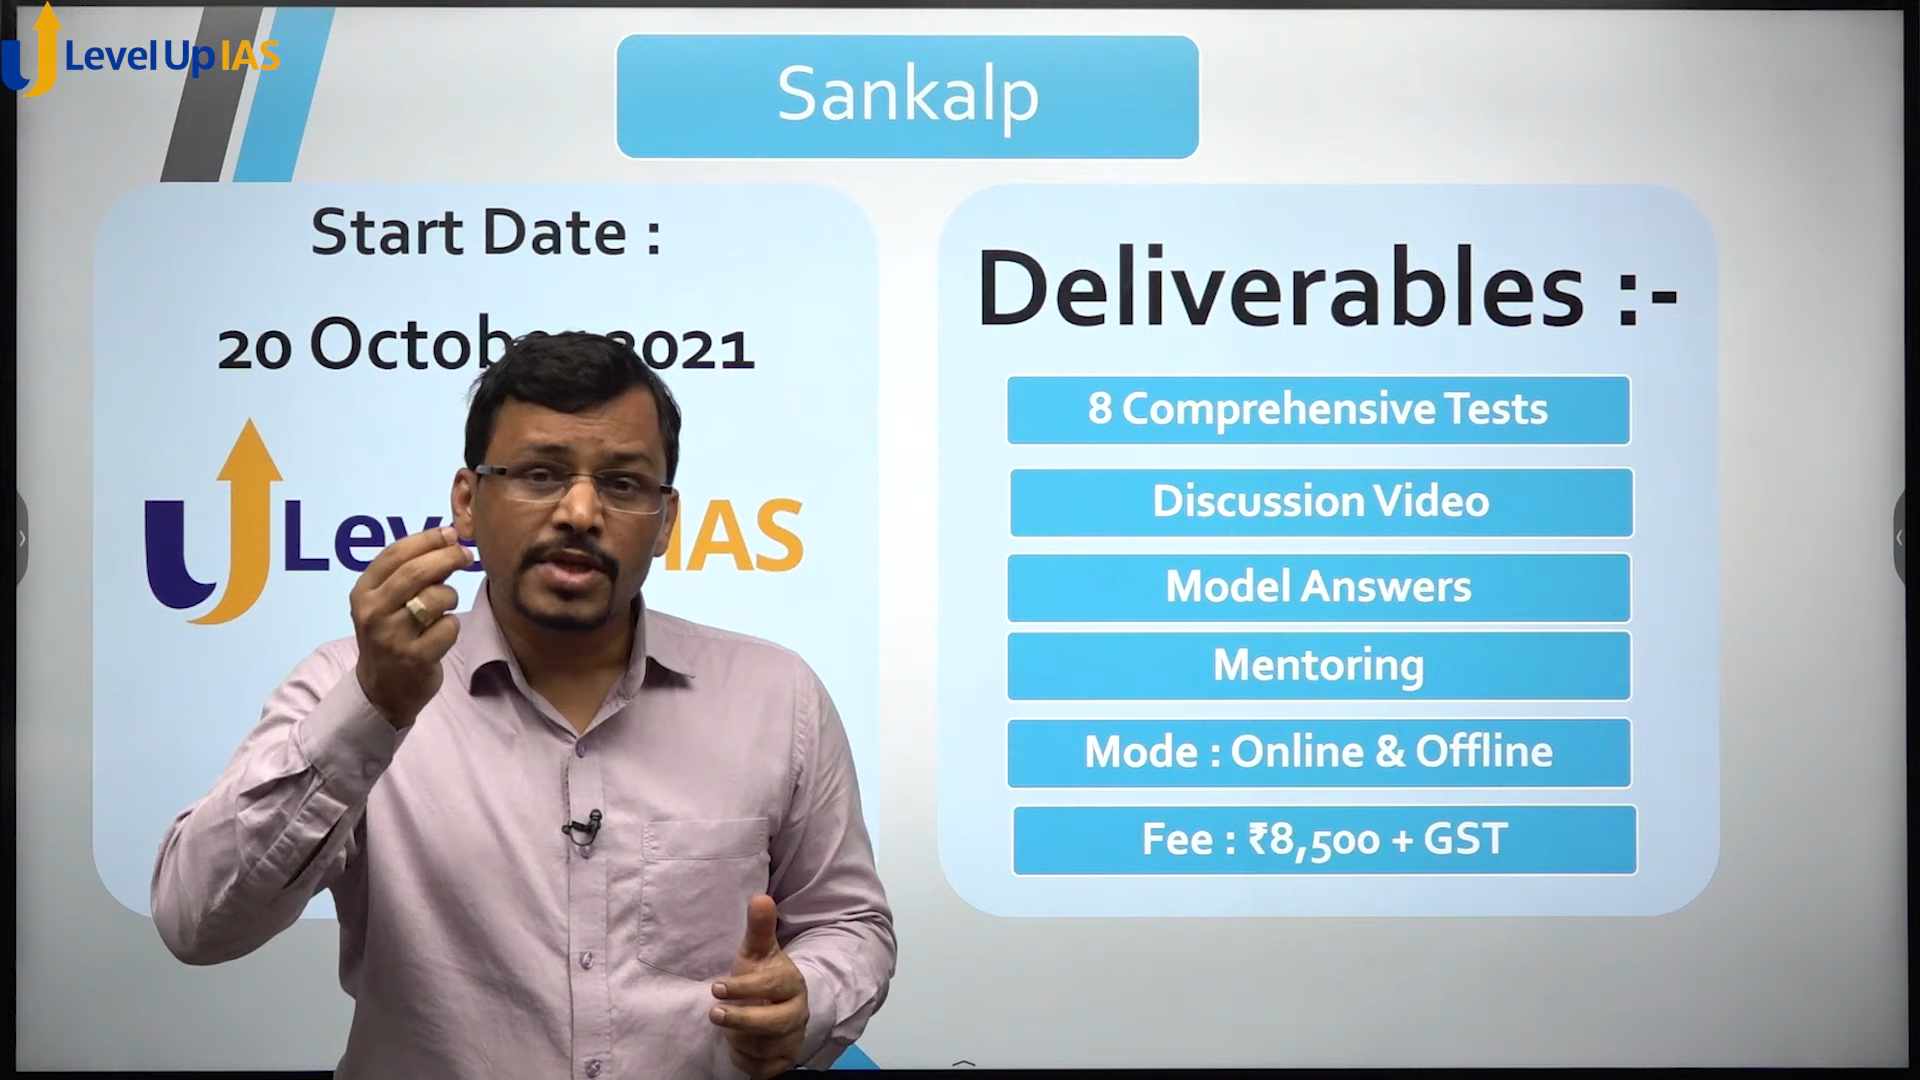 Level Up IAS
Sankalp
Start Date :
20 2021
IAS
Deliverables :-
8 Comprehensive Tests
Discussion Video
Model Answers
Mentoring
Mode : Online & Offline
Fee : ₹8,500 + GST